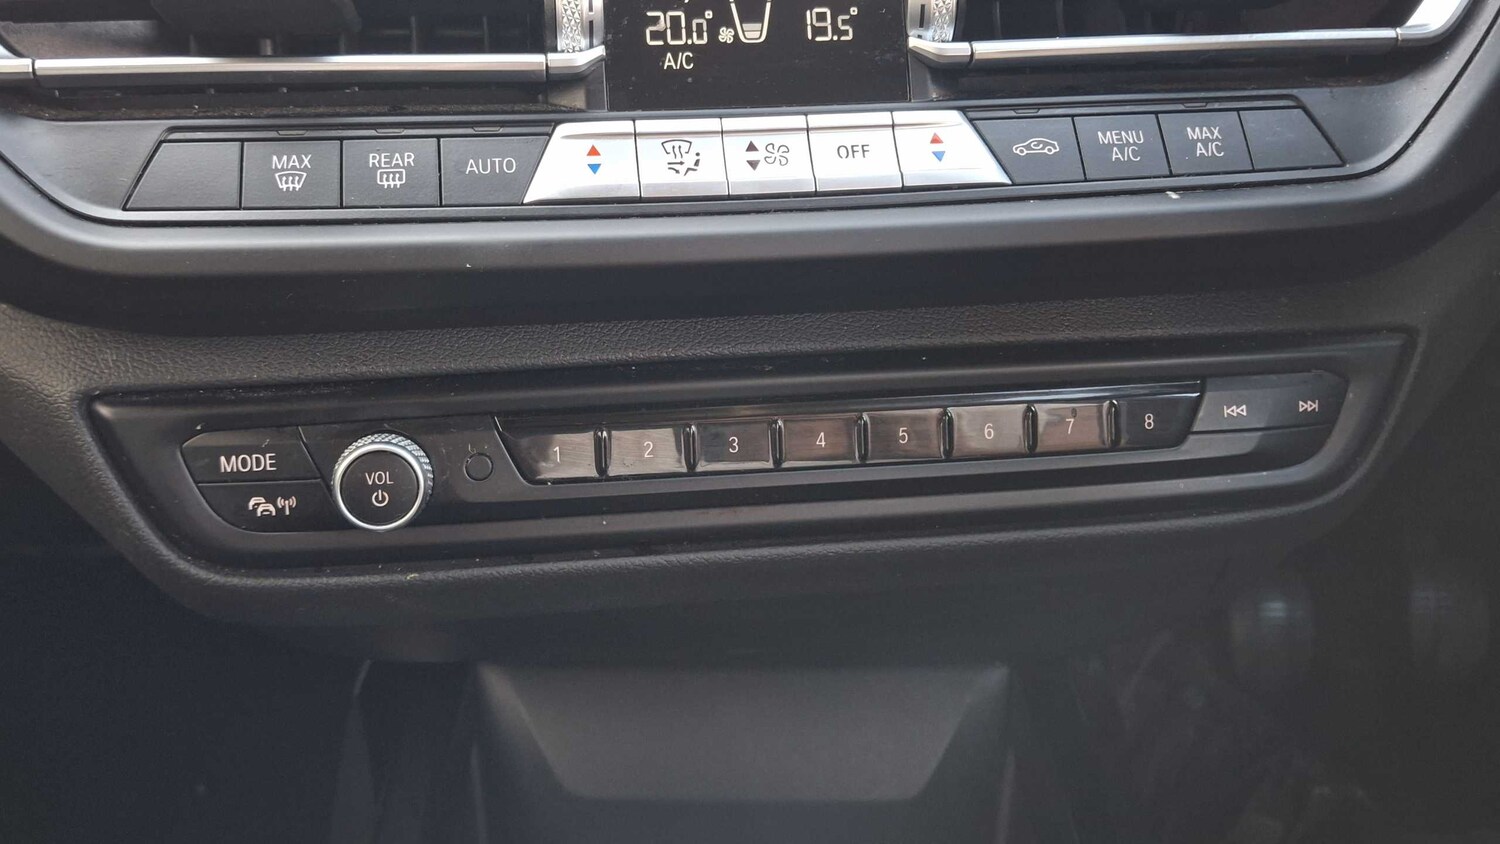 20.0° 19.5°
A/C
MAX
REAR
AUTO
OFF
MENU
A/C
MAX
A/C
MODE
VOL
1 2 3 4 5 6 7 8